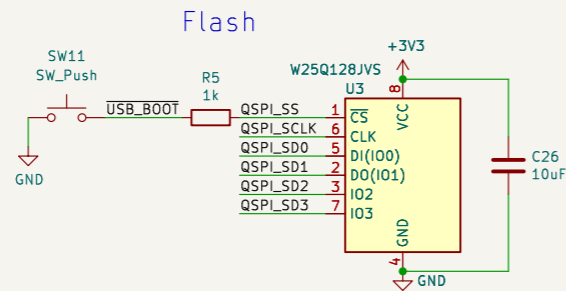 Flash
+3V3
SW11
SW_Push
R5
1k
W25Q128JVS
U3
USB_BOOT
QSPI_SS
1
CS
8
VCC
QSPI_SCLK
6
CLK
QSPI_SD0
5
DI(IO0)
QSPI_SD1
2
DO(IO1)
QSPI_SD2
3
IO2
QSPI_SD3
7
IO3
C26
10uF
GND
GND
4
GND